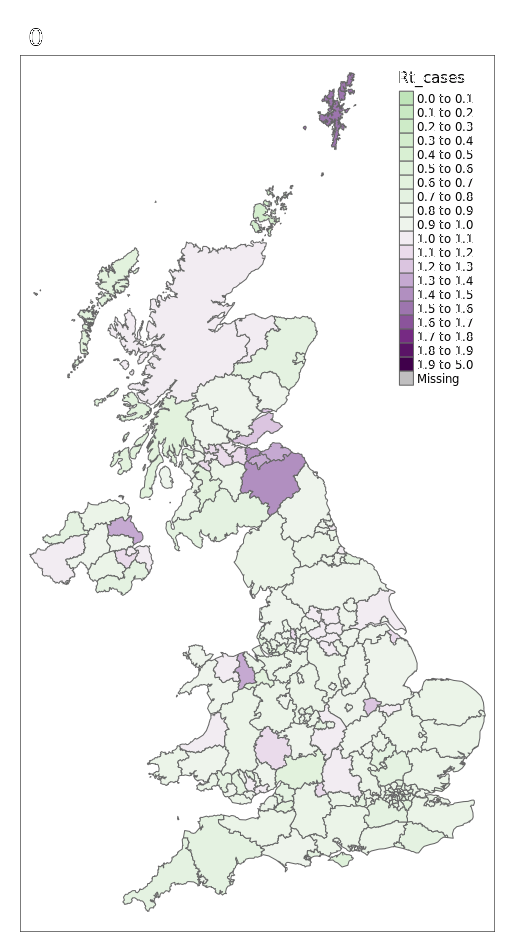 0
Rt_cases
0.0 to 0.1
0.1 to 0.2
0.2 to 0.3
0.3 to 0.4
0.4 to 0.5
0.5 to 0.6
0.6 to 0.7
0.7 to 0.8
0.8 to 0.9
0.9 to 1.0
1.0 to 1.1
1.1 to 1.2
1.2 to 1.3
1.3 to 1.4
1.4 to 1.5
1.5 to 1.6
1.6 to 1.7
1.7 to 1.8
1.8 to 1.9
1.9 to 5.0
Missing